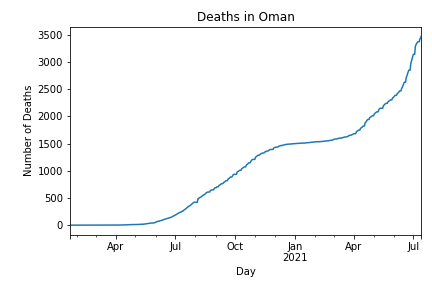 Deaths in Oman
Number of Deaths
3500
3000
2500
2000
1500
1000
500
0
Apr
Jul
Oct
Jan
2021
Apr
Jul
Day